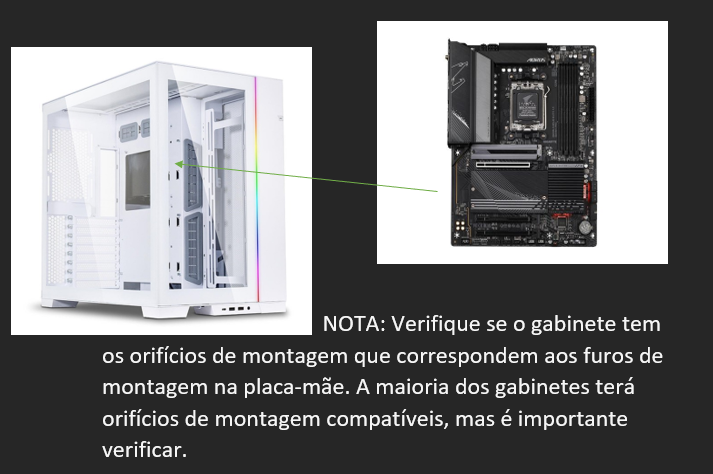 AORUS
NOTA: Verifique se o gabinete tem
os orifícios de montagem que correspondem aos furos de
montagem na placa-mãe. A maioria dos gabinetes terá
orifícios de montagem compatíveis, mas é importante
verificar.